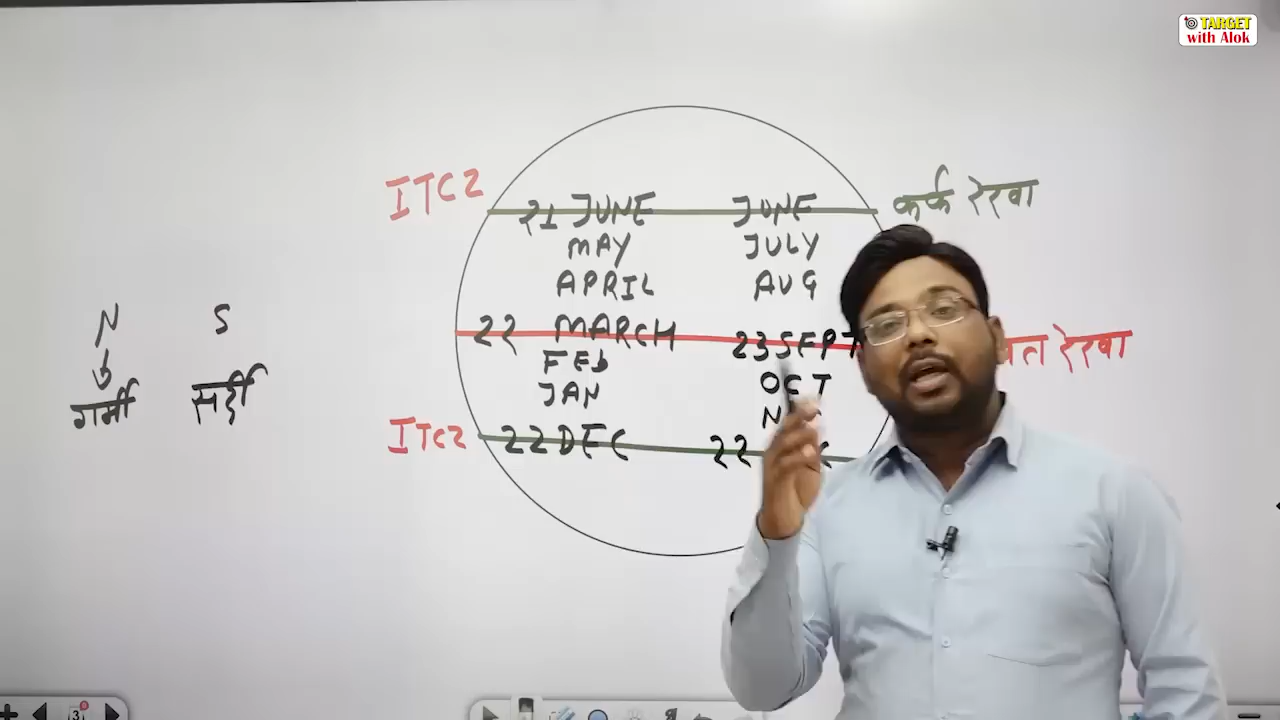 TARGET
with Alok
ITCZ
21 JUNE
JUNE
कर्क रेखा
MAY
JULY
APRIL
AUG
N
S
22 MARCH
23 SEPT
रेखा
FEB
JAN
OCT
गर्मी
सर्दी
ITCZ
22 DEC
22
3